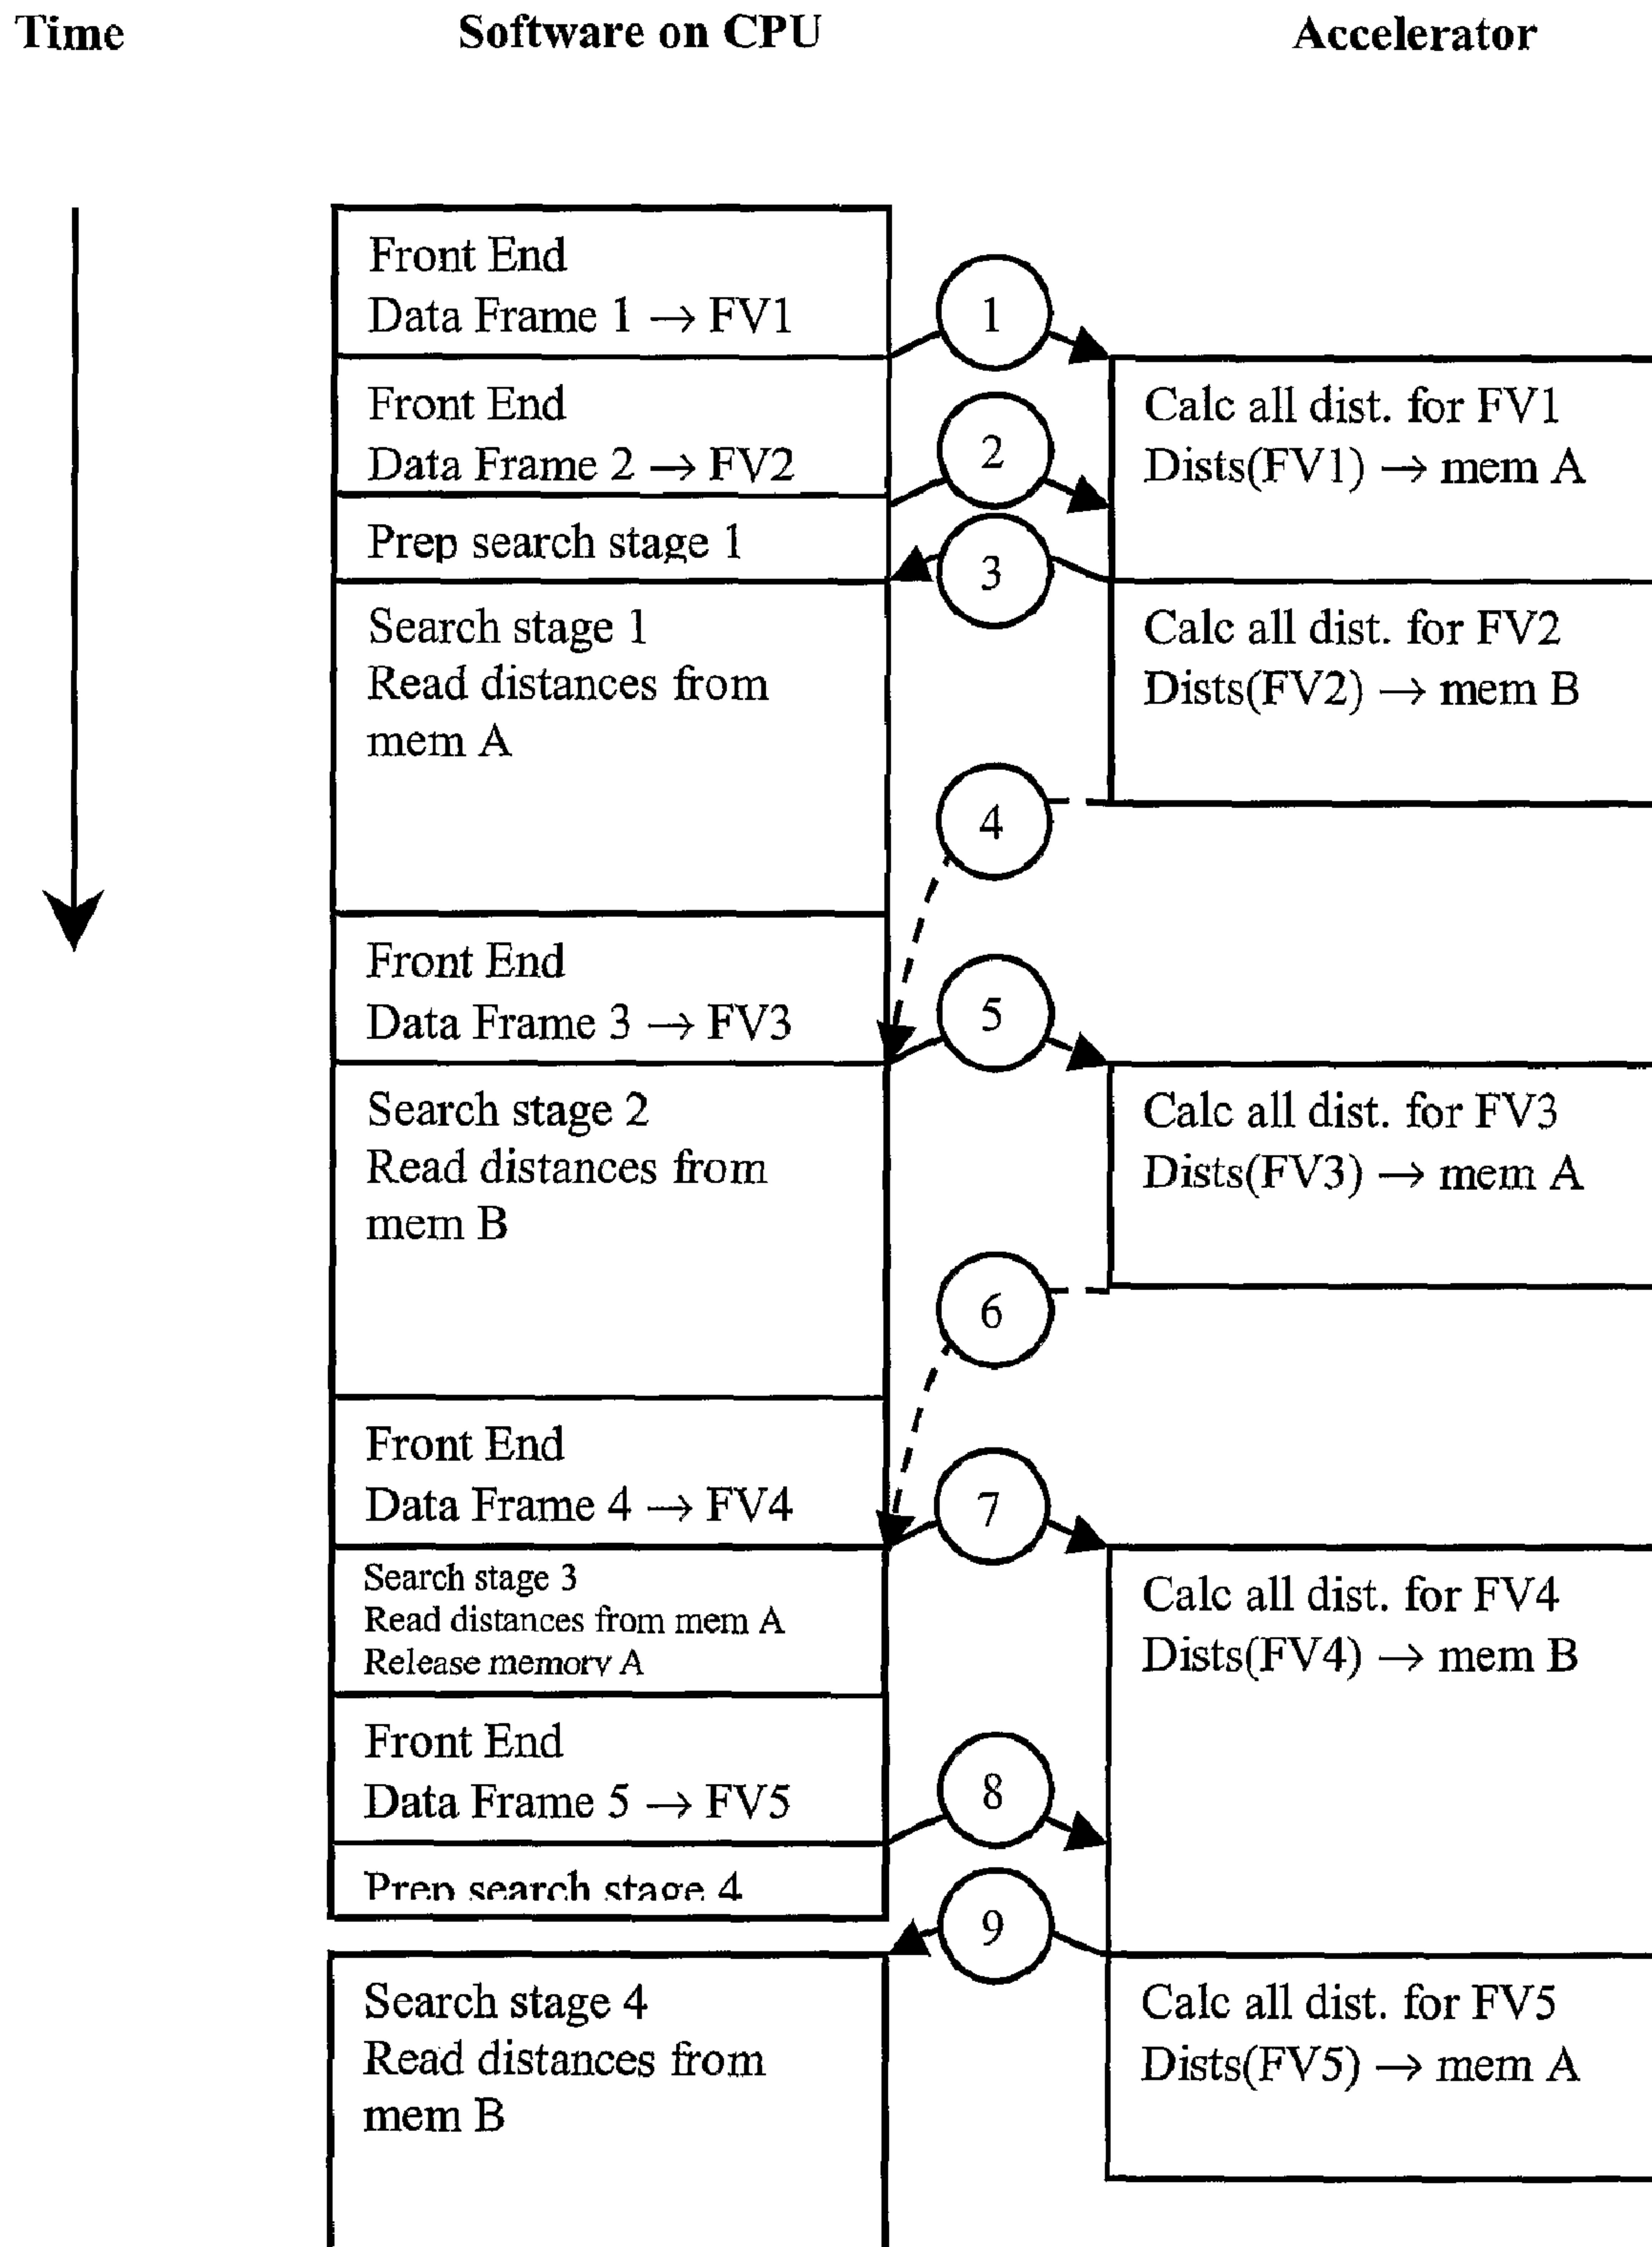 Time
Software on CPU
Accelerator
Front End
Data Frame 1 → FV1
1
Front End
Data Frame 2 → FV2
2
Calc all dist. for FV1
Dists(FV1) → mem A
Prep search stage 1
3
Search stage 1
Read distances from
mem A
Calc all dist. for FV2
Dists(FV2) → mem B
4
Front End
Data Frame 3 → FV3
5
Search stage 2
Read distances from
mem B
Calc all dist. for FV3
Dists(FV3) → mem A
6
Front End
Data Frame 4 → FV4
7
Search stage 3
Read distances from mem A
Release memory A
Calc all dist. for FV4
Dists(FV4) → mem B
Front End
Data Frame 5 → FV5
8
Prep search stage 4
9
Search stage 4
Read distances from
mem B
Calc all dist. for FV5
Dists(FV5) → mem A